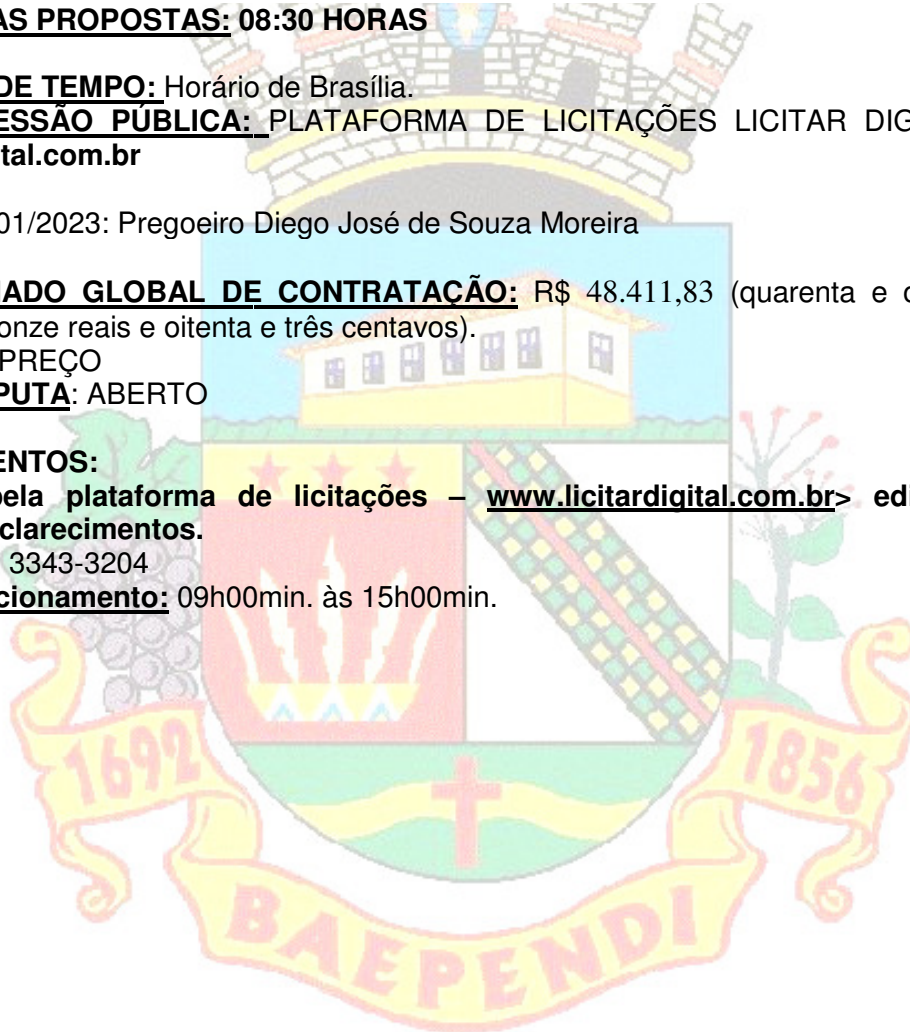 AS PROPOSTAS: 08:30 HORAS
DE TEMPO: Horário de Brasília.
ESSÃO PÚBLICA: PLATAFORMA DE LICITAÇÕES LICITAR DIG
ital.com.br
01/2023: Pregoeiro Diego José de Souza Moreira
IADO GLOBAL DE CONTRATAÇÃO: R$ 48.411,83 (quarenta e o
onze reais e oitenta e três centavos).
PREÇO
PUTA: ABERTO
ENTOS:
pela plataforma de licitações – www.licitardigital.com.br> edi
clarecimentos.
3343-3204
cionamento: 09h00min. às 15h00min.
1692
1856
BAEPENDI